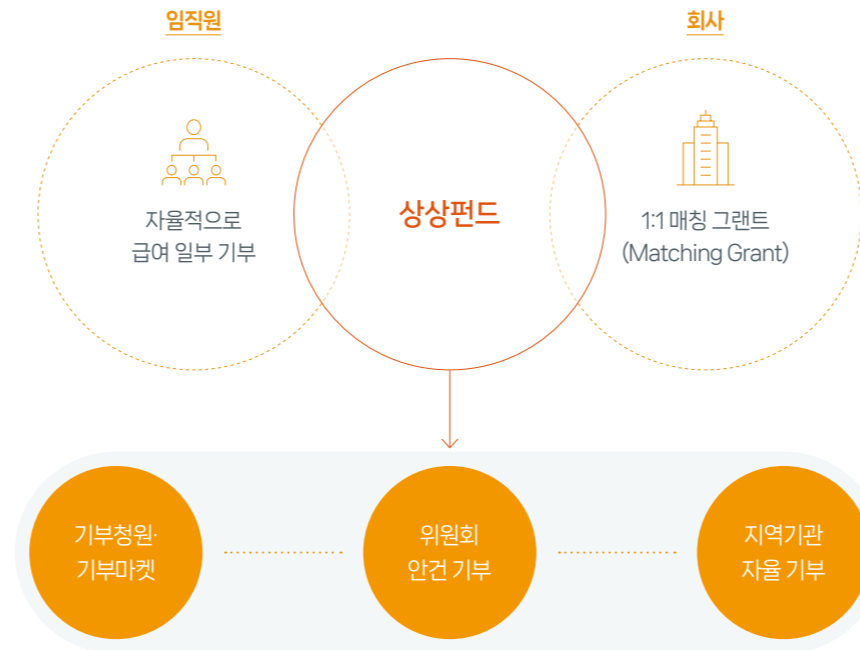 임직원
회사
자율적으로
급여 일부 기부
상상펀드
1:1 매칭 그랜트
(Matching Grant)
기부청원·
기부마켓
위원회
안건 기부
지역기관
자율 기부